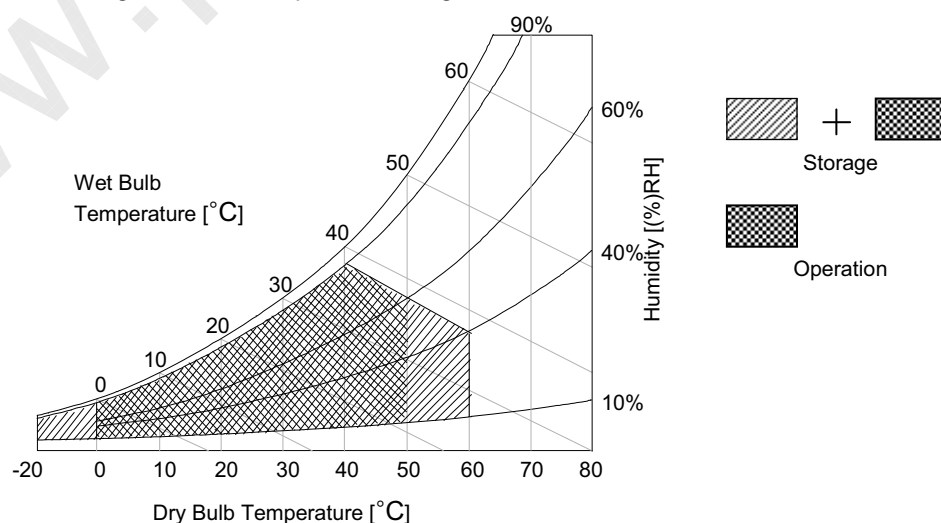 90%
60
60%
50
Wet Bulb
Temperature [°C]
40
30
20
10
0
Humidity [(%)RH]
40%
10%
-20 0 10 20 30 40 50 60 70 80
Dry Bulb Temperature [°C]
+
Storage
Operation